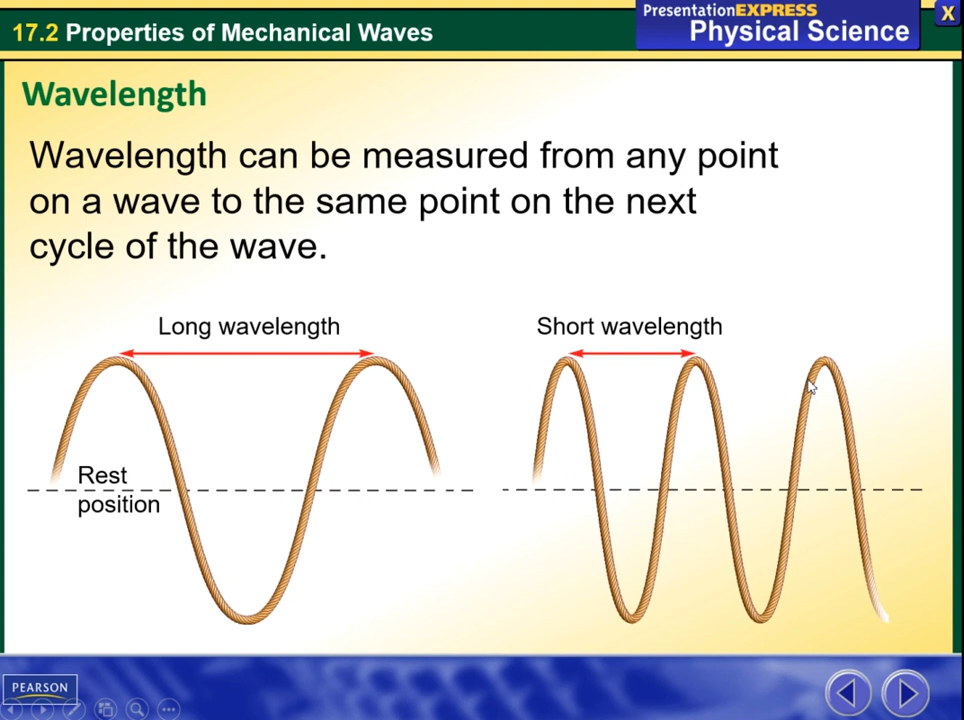 PresentationEXPRESS
X
17.2 Properties of Mechanical Waves
Physical Science
Wavelength
Wavelength can be measured from any point
on a wave to the same point on the next
cycle of the wave.
Long wavelength
Short wavelength
Rest
position
PEARSON